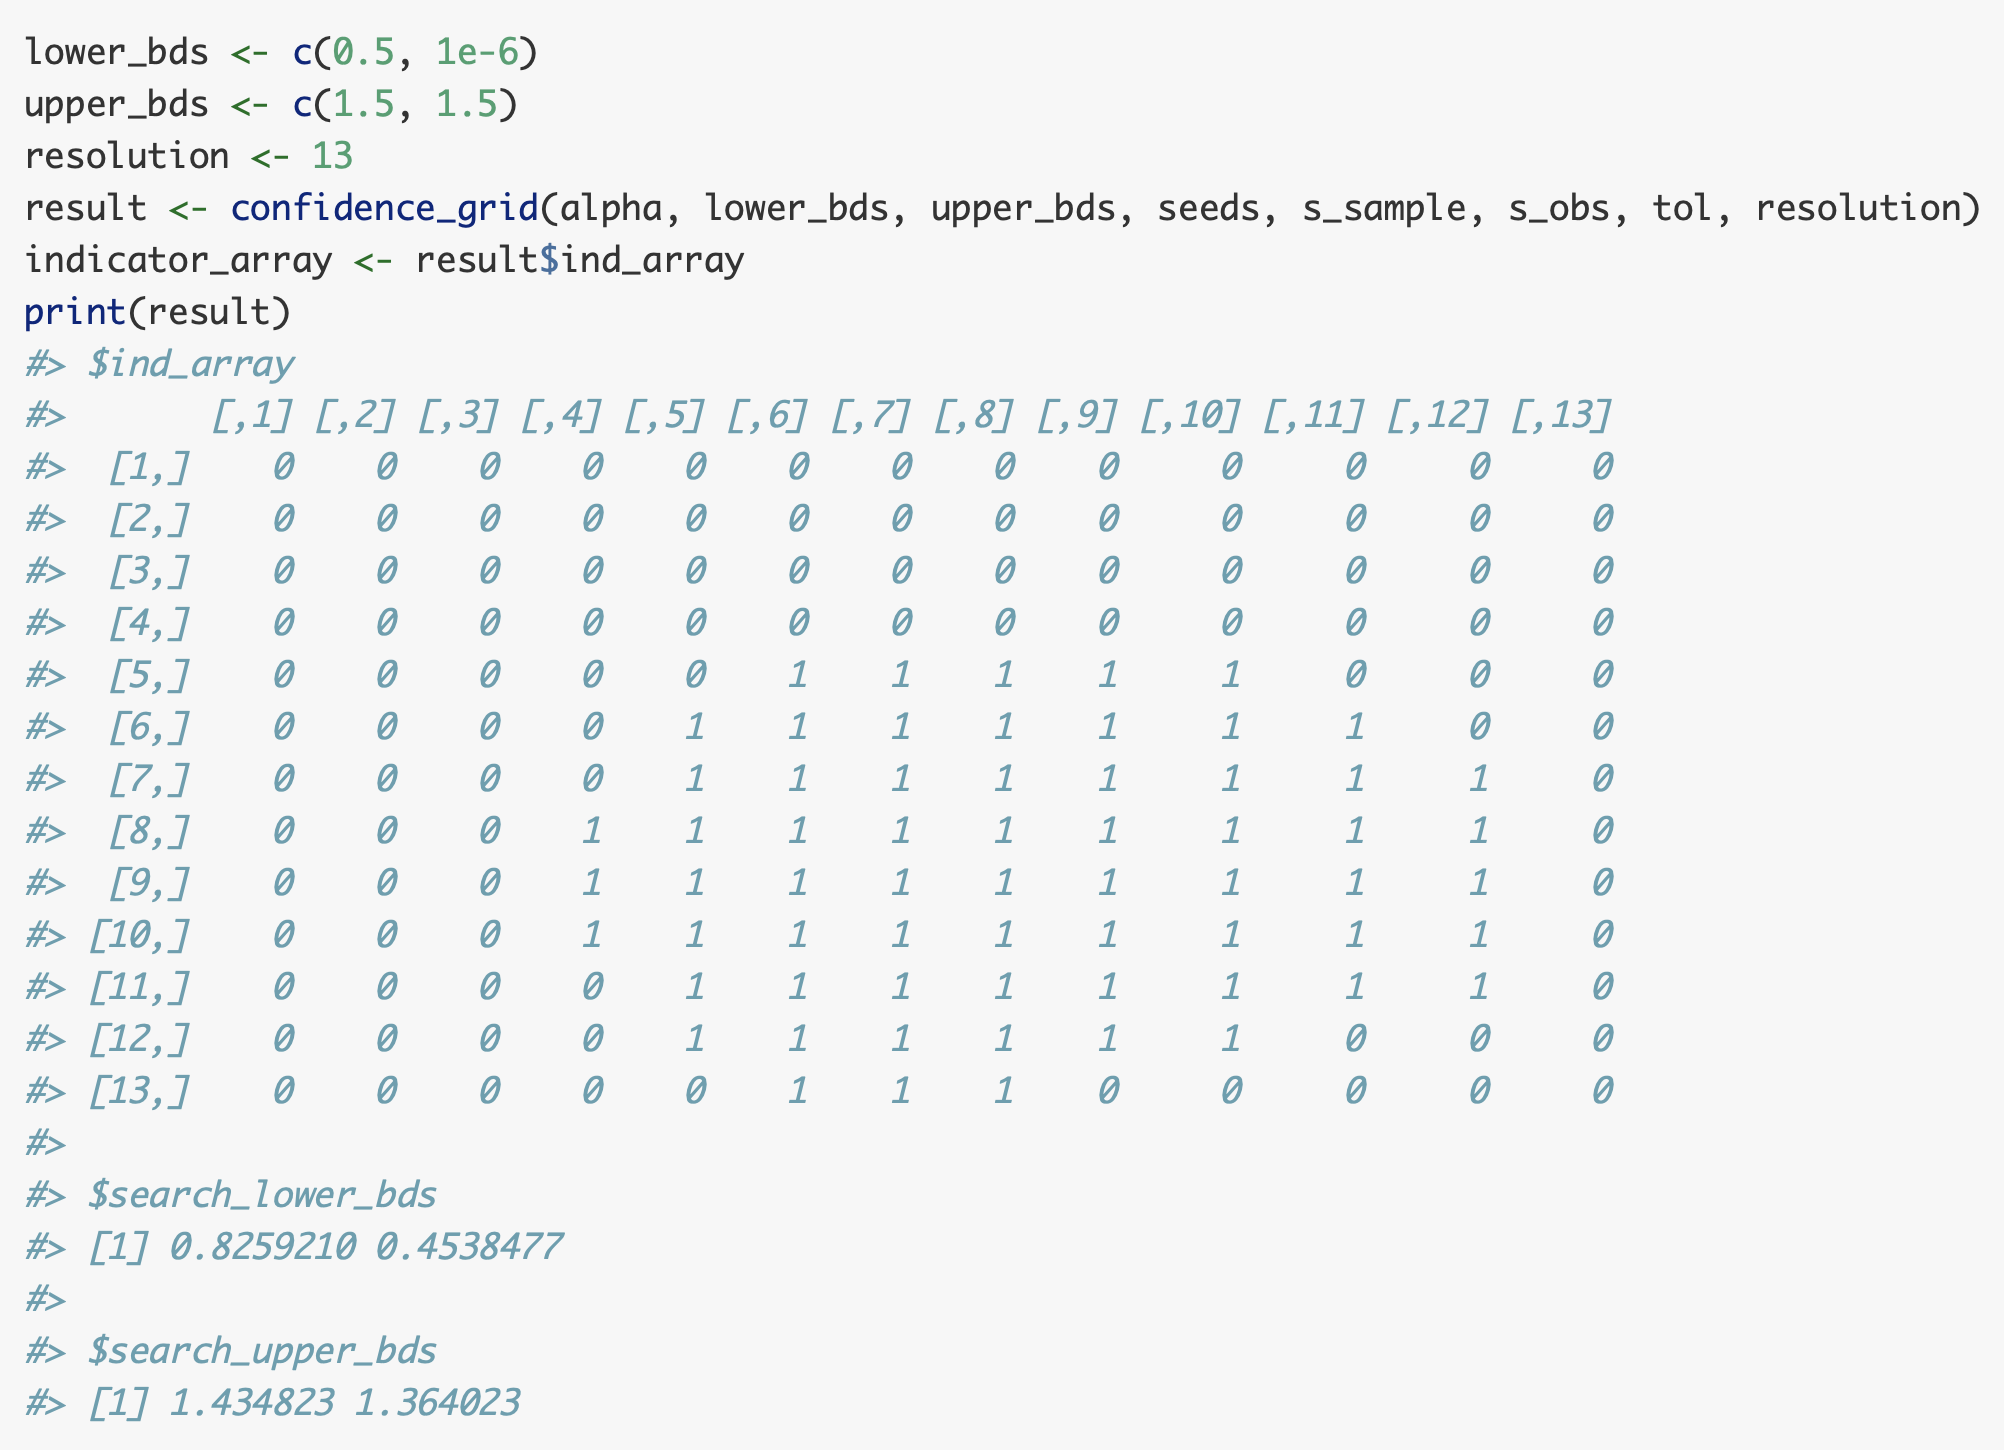 lower_bds <- c(0.5, 1e-6)
upper_bds <- c(1.5, 1.5)
resolution <- 13
result <- confidence_grid(alpha, lower_bds, upper_bds, seeds, s_sample, s_obs, tol, resolution)
indicator_array <- result$ind_array
print(result)
#> $ind_array
#>       [,1] [,2] [,3] [,4] [,5] [,6] [,7] [,8] [,9] [,10] [,11] [,12] [,13]
#>  [1,]    0    0    0    0    0    0    0    0    0     0     0     0     0
#>  [2,]    0    0    0    0    0    0    0    0    0     0     0     0     0
#>  [3,]    0    0    0    0    0    0    0    0    0     0     0     0     0
#>  [4,]    0    0    0    0    0    0    0    0    0     0     0     0     0
#>  [5,]    0    0    0    0    0    1    1    1    1     1     0     0     0
#>  [6,]    0    0    0    0    1    1    1    1    1     1     1     0     0
#>  [7,]    0    0    0    0    1    1    1    1    1     1     1     1     0
#>  [8,]    0    0    0    1    1    1    1    1    1     1     1     1     0
#>  [9,]    0    0    0    1    1    1    1    1    1     1     1     1     0
#> [10,]    0    0    0    1    1    1    1    1    1     1     1     1     0
#> [11,]    0    0    0    0    1    1    1    1    1     1     1     1     0
#> [12,]    0    0    0    0    1    1    1    1    1     1     0     0     0
#> [13,]    0    0    0    0    0    1    1    1    0     0     0     0     0
#>
#> $search_lower_bds
#> [1] 0.8259210 0.4538477
#>
#> $search_upper_bds
#> [1] 1.434823 1.364023